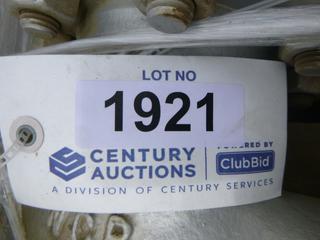 LOT NO
1921
CENTURY
AUCTIONS
POWERED BY
ClubBid
A DIVISION OF CENTURY SERVICES